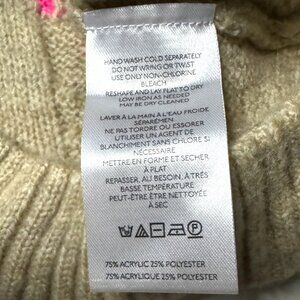 HAND WASH COLD SEPARATELY
DO NOT WRING OR TWIST
USE ONLY NON-CHLORINE
BLEACH
RESHAPE AND LAY FLAT TO DRY
LOW IRON AS NEEDED
MAY BE DRY CLEANED
LAVER À LA MAIN À L'EAU FROIDE
SÉPARÉMEN
NE PAS TORDRE OU ESSORER
UTILISER UN AGENT DE
BLANCHIMENT SANS CHLORE SI
NÉCESSAIRE
METTRE EN FORME ET SÉCHER
À PLAT
REPASSER, AU BESOIN, À TRÈS
BASSE TEMPÉRATURE
PEUT-ÊTRE ÊTRE NETTOYÉE
À SEC
P
75% ACRYLIC 25% POLYESTER
75% ACRYLIQUE 25% POLYESTER